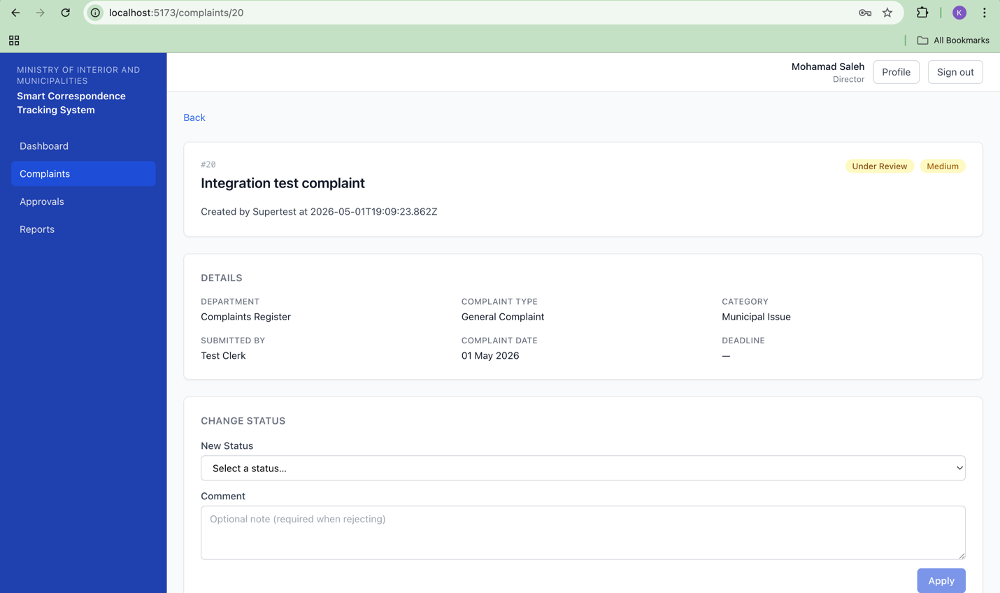 localhost:5173/complaints/20
K
All Bookmarks
MINISTRY OF INTERIOR AND
MUNICIPALITIES
Smart Correspondence
Tracking System
Dashboard
Complaints
Approvals
Reports
Mohamad Saleh
Director
Profile
Sign out
Back
#20
Integration test complaint
Under Review
Medium
Created by Supertest at 2026-05-01T19:09:23.862Z
DETAILS
DEPARTMENT
Complaints Register
COMPLAINT TYPE
General Complaint
CATEGORY
Municipal Issue
SUBMITTED BY
Test Clerk
COMPLAINT DATE
01 May 2026
DEADLINE
—
CHANGE STATUS
New Status
Select a status...
Comment
Optional note (required when rejecting)
Apply